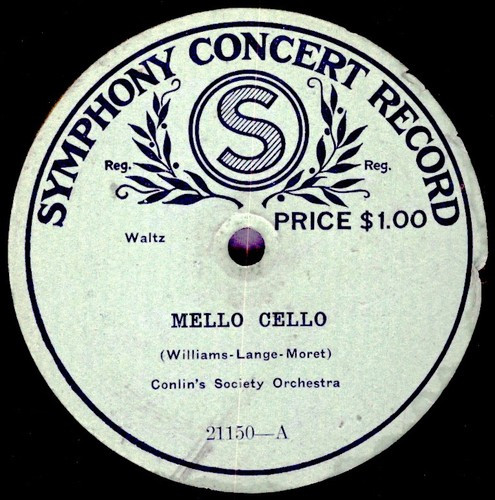 SYMPHONY CONCERT RECORD
S
Reg. Reg.
PRICE $1.00
Waltz
MELLO CELLO
(Williams-Lange-Moret)
Conlin's Society Orchestra
21150—A